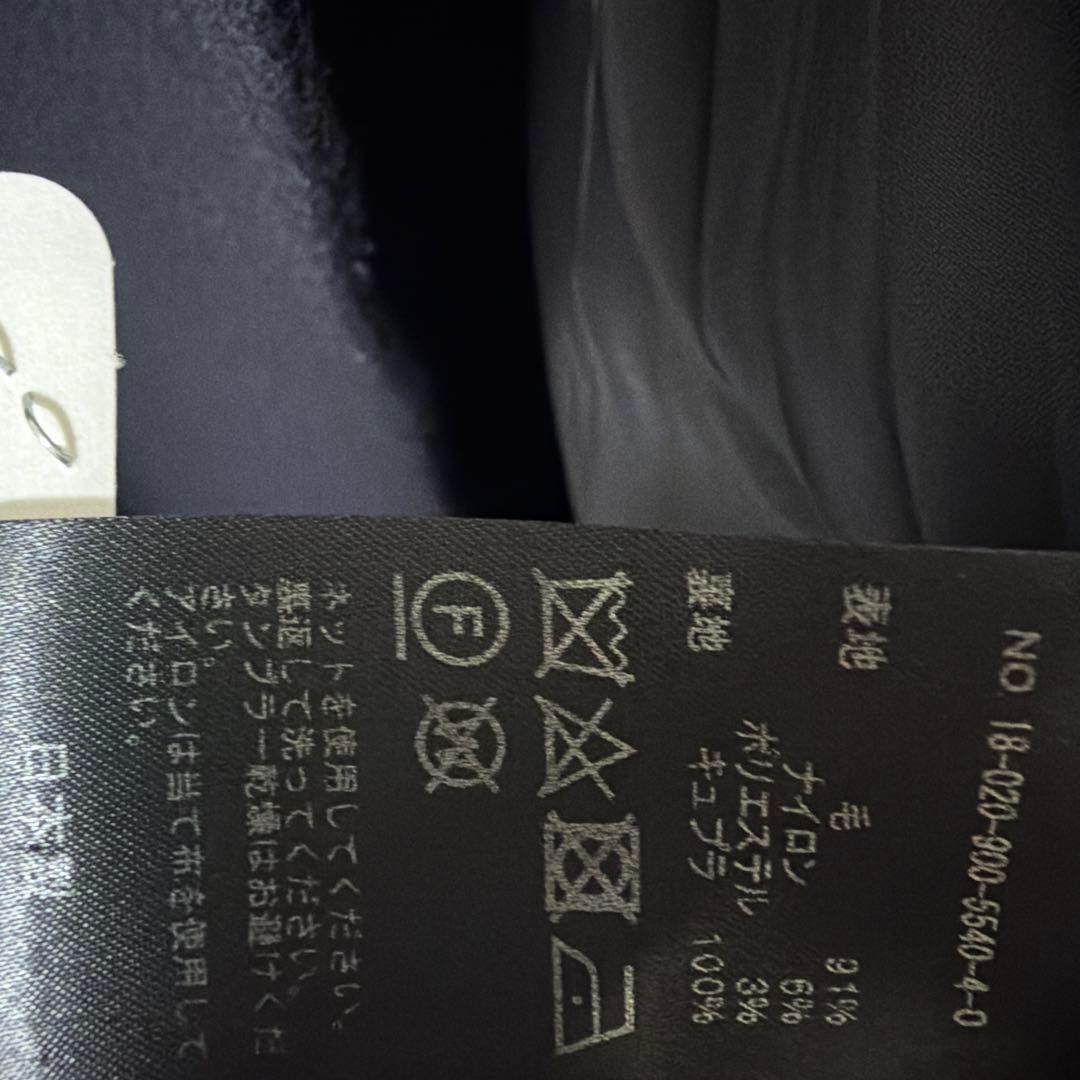 NO. 18-020-900-5540-4-0
表地
毛 91%
ナイロン 6%
ポリエステル 3%
裏地
キュプラ 100%
F
W
ネットを使用してください。
裏返して洗ってください。
タンブラー乾燥はお避けくだ
さい。
アイロンは当て布を使用して
ください。
日本製